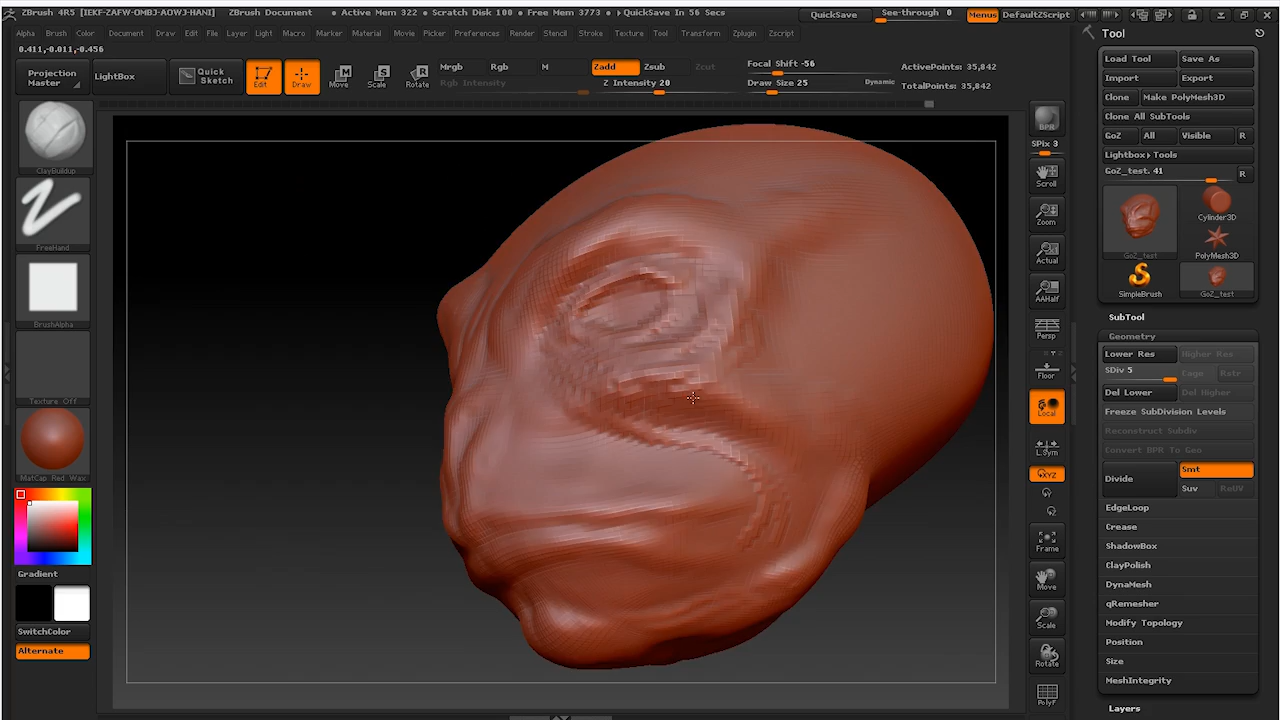 ZBrush 4R5 [IEKF-ZAFW-OMBJ-AOWJ-HANI] ZBrush Document • Active Mem 322 • Scratch Disk 100 • Free Mem 3773 • QuickSave In 56 Secs QuickSave See-through 0 Menus DefaultZScript
Alpha Brush Color Document Draw Edit File Layer Light Macro Marker Material Movie Picker Preferences Render Stencil Stroke Texture Tool Transform Zplugin Zscript
0.411,-0.011,-0.456
Projection Master
LightBox
Quick Sketch
Edit
Draw
Move
Scale
Rotate
Mrgb Rgb M
Rgb Intensity
Zadd Zsub Zcut
Z Intensity 20
Focal Shift -56
Draw Size 25 Dynamic
ActivePoints: 35,842
TotalPoints: 35,842
ClayBuildup
FreeHand
BrushAlpha
Texture Off
MatCap Red Wax
Gradient
SwitchColor
Alternate
BPR
SPix 3
Scroll
Zoom
Actual
AAHalf
Persp
Floor
Local
L.Sym
XYZ
Frame
Move
Scale
Rotate
PolyF
Tool
Load Tool Save As
Import Export
Clone Make PolyMesh3D
Clone All SubTools
GoZ All Visible R
Lightbox▸Tools
GoZ_test. 41 R
GoZ_test
Cylinder3D
PolyMesh3D
SimpleBrush
GoZ_test
SubTool
Geometry
Lower Res Higher Res
SDiv 5 Cage Rstr
Del Lower Del Higher
Freeze SubDivision Levels
Reconstruct Subdiv
Convert BPR To Geo
Divide Smt
Suv ReUV
EdgeLoop
Crease
ShadowBox
ClayPolish
DynaMesh
qRemesher
Modify Topology
Position
Size
MeshIntegrity
Layers